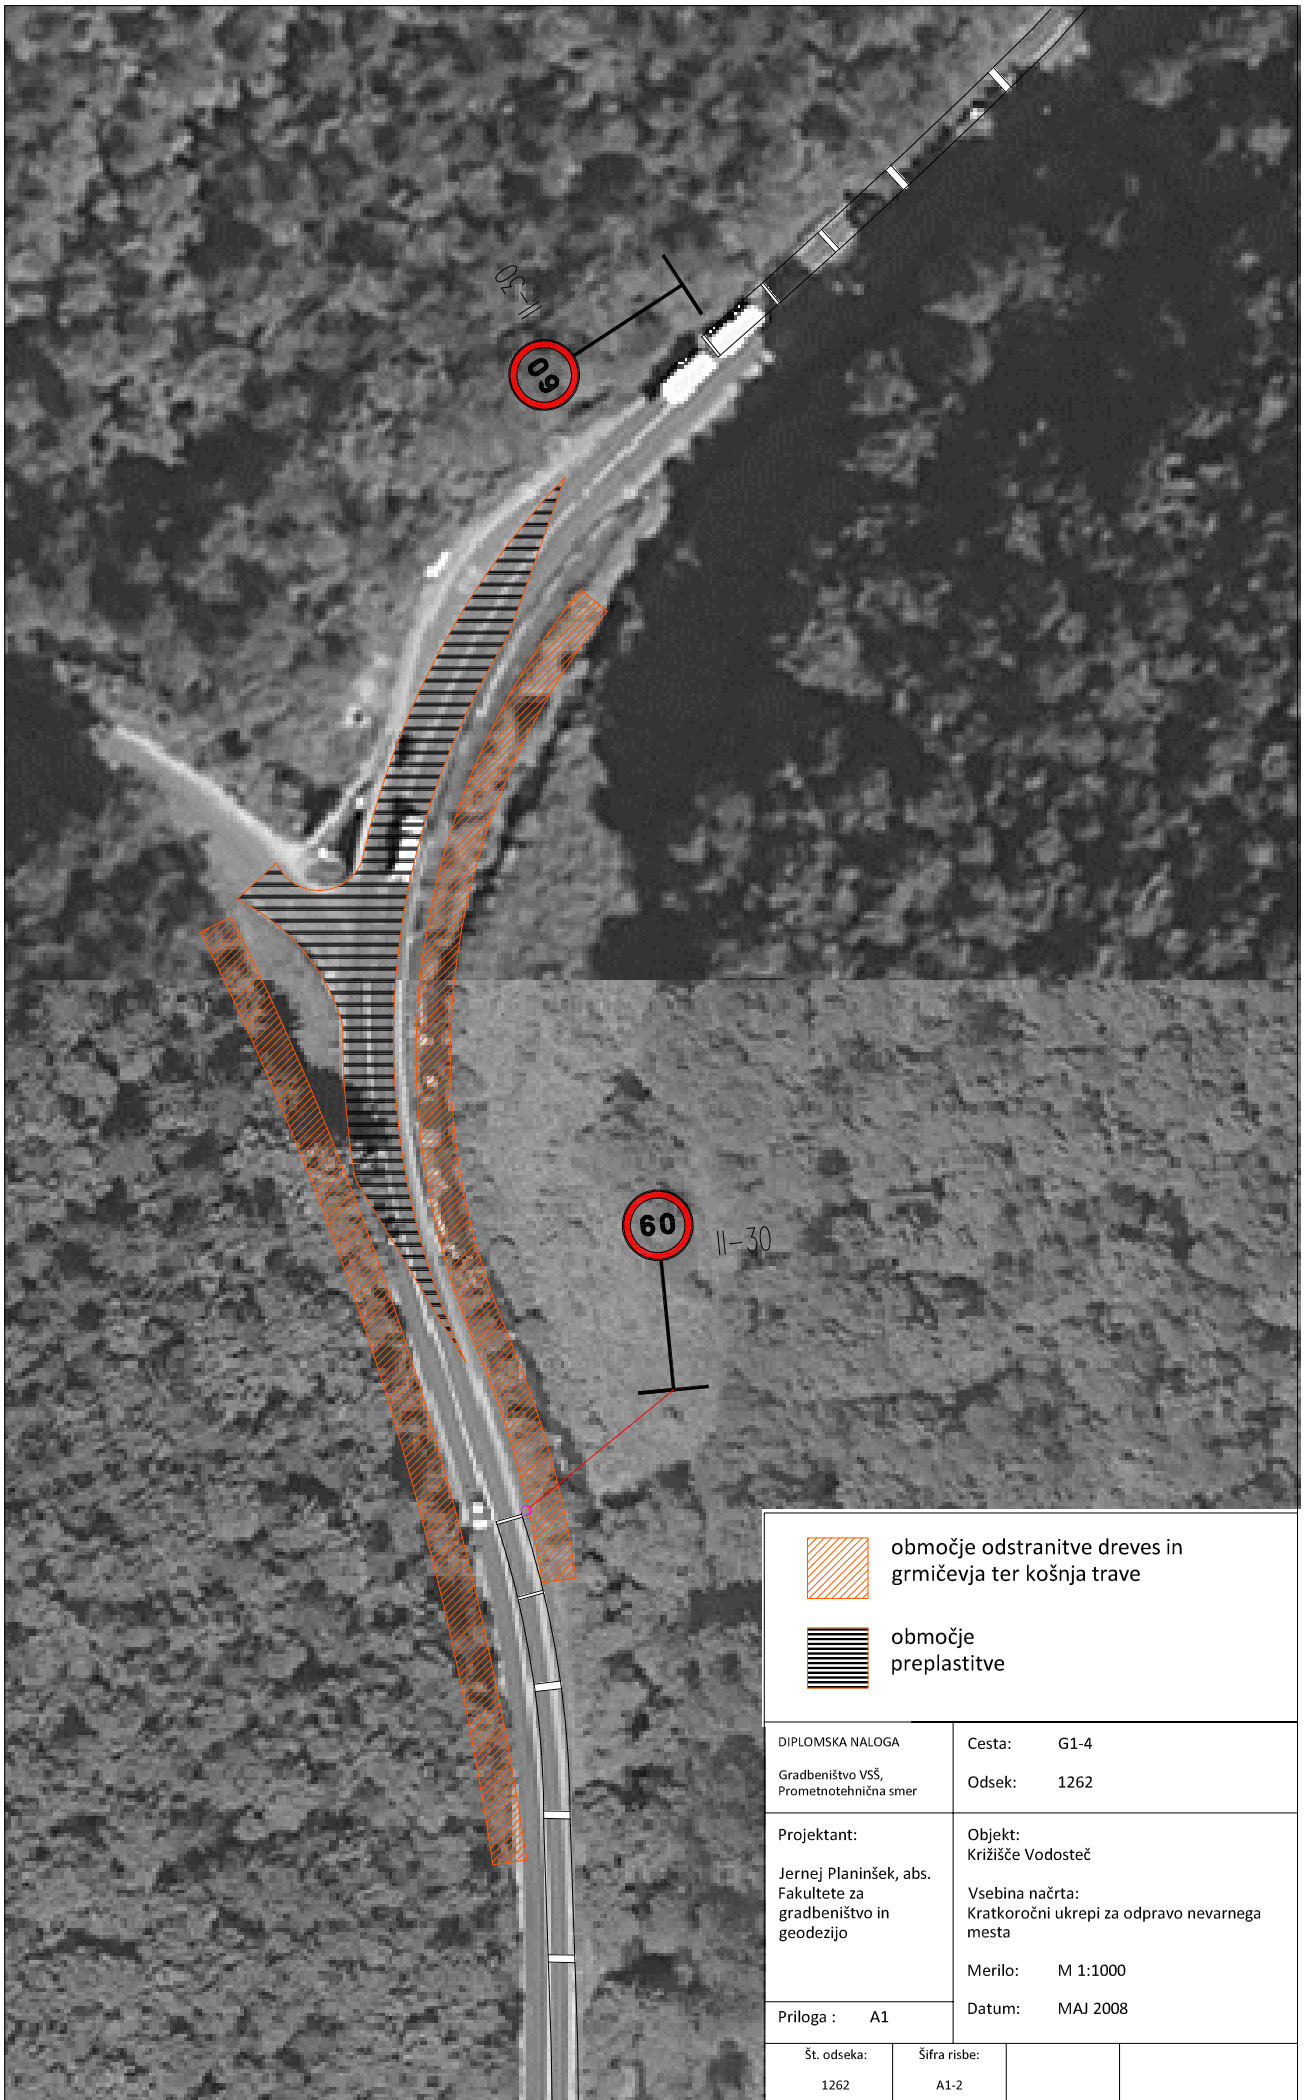 II-30
60
60
II-30
območje odstranitve dreves in
grmičevja ter košnja trave
območje
preplastitve
DIPLOMSKA NALOGA
Gradbeništvo VSŠ,
Prometnotehnična smer
Cesta: G1-4
Odsek: 1262
Projektant:
Jernej Planinšek, abs.
Fakultete za
gradbeništvo in
geodezijo
Objekt:
Križišče Vodosteč
Vsebina načrta:
Kratkoročni ukrepi za odpravo nevarnega
mesta
Merilo: M 1:1000
Datum: MAJ 2008
Priloga : A1
Št. odseka:
1262
Šifra risbe:
A1-2